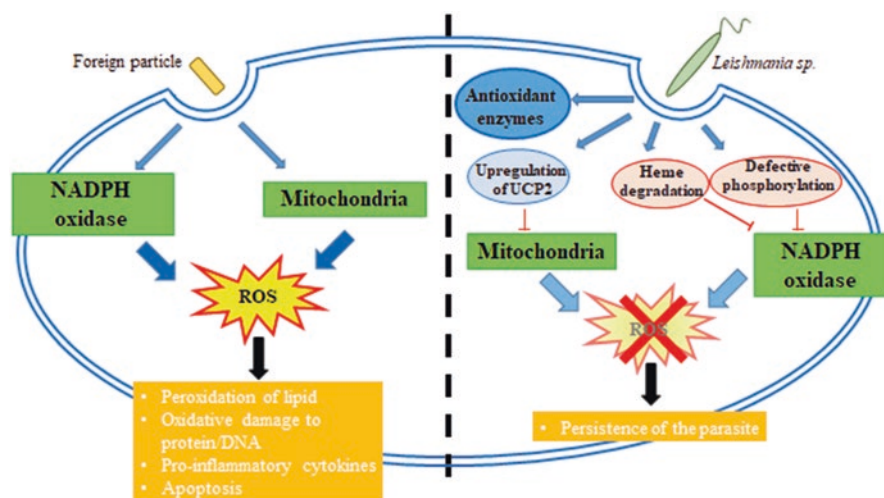 Foreign particle
NADPH
oxidase
Mitochondria
ROS
• Peroxidation of lipid
• Oxidative damage to
protein/DNA
• Pro-inflammatory cytokines
• Apoptosis
Leishmania sp.
Antioxidant
enzymes
Upregulation
of UCP2
Heme
degradation
Defective
phosphorylation
Mitochondria
NADPH
oxidase
ROS
• Persistence of the parasite